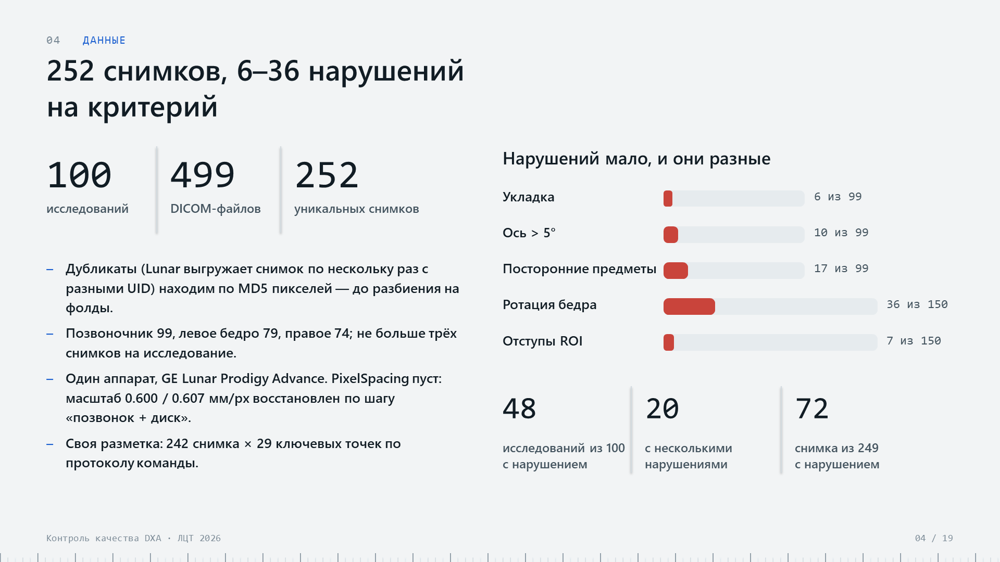 04 ДАННЫЕ
252 снимков, 6–36 нарушений
на критерий
100
исследований
499
DICOM-файлов
252
уникальных снимков
– Дубликаты (Lunar выгружает снимок по нескольку раз с
разными UID) находим по MD5 пикселей — до разбиения на
фолды.
– Позвоночник 99, левое бедро 79, правое 74; не больше трёх
снимков на исследование.
– Один аппарат, GE Lunar Prodigy Advance. PixelSpacing пуст:
масштаб 0.600 / 0.607 мм/px восстановлен по шагу
«позвонок + диск».
– Своя разметка: 242 снимка × 29 ключевых точек по
протоколу команды.
Нарушений мало, и они разные
Укладка 6 из 99
Ось > 5° 10 из 99
Посторонние предметы 17 из 99
Ротация бедра 36 из 150
Отступы ROI 7 из 150
48
исследований из 100
с нарушением
20
с несколькими
нарушениями
72
снимка из 249
с нарушением
Контроль качества DXA · ЛЦТ 2026
04 / 19